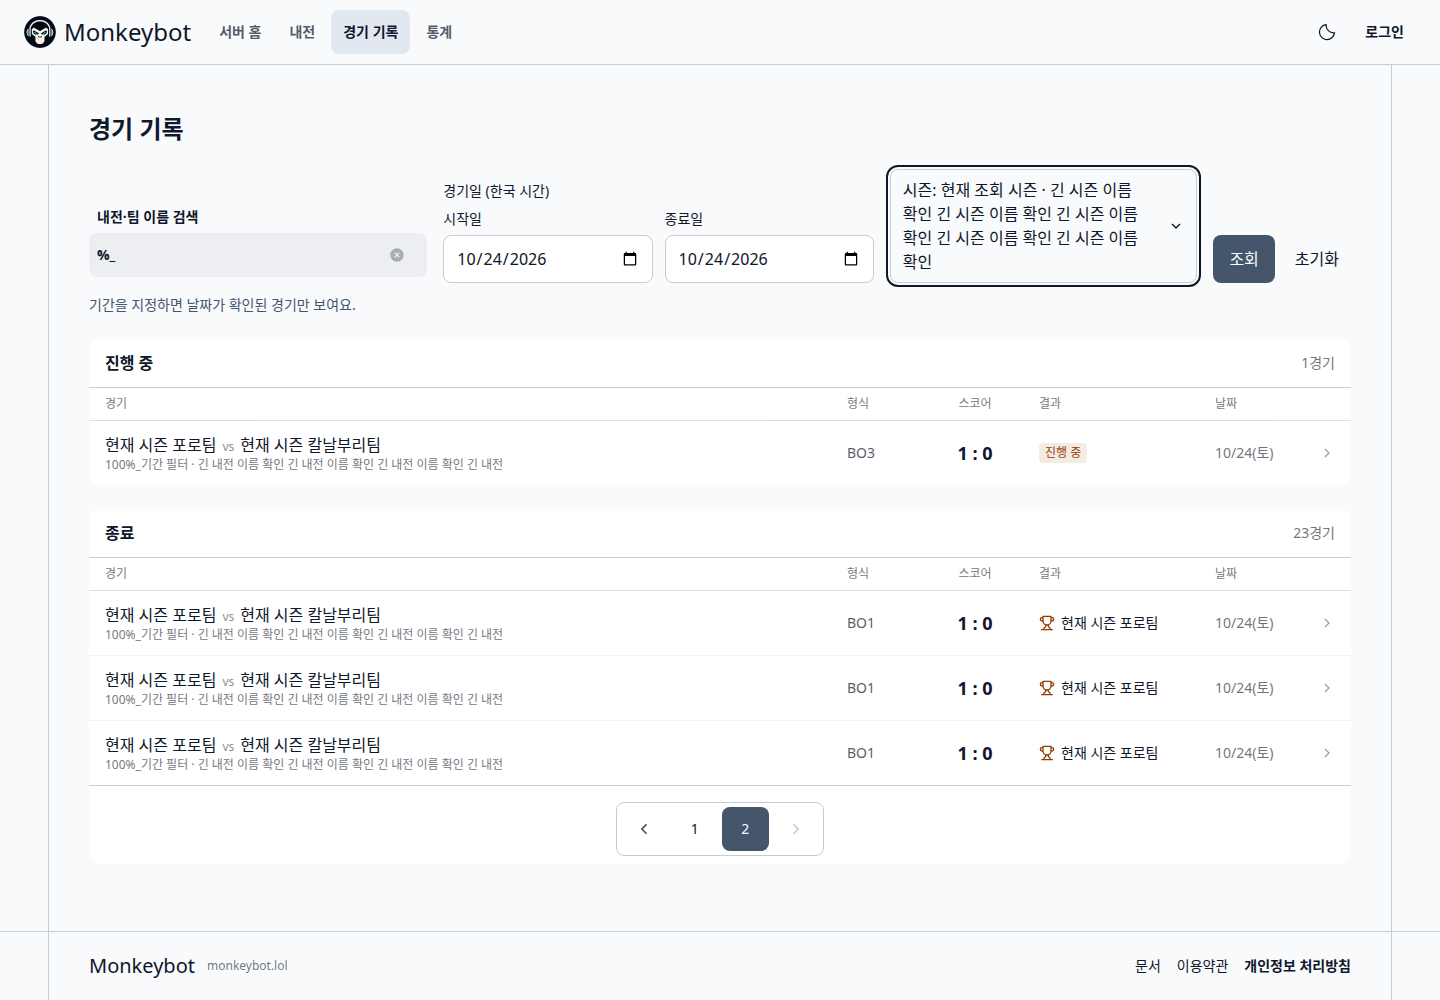 Monkeybot
서버 홈
내전
경기 기록
통계
로그인
경기 기록
내전·팀 이름 검색
%_
경기일 (한국 시간)
시작일
10/24/2026
종료일
10/24/2026
시즌: 현재 조회 시즌 · 긴 시즌 이름
확인 긴 시즌 이름 확인 긴 시즌 이름
확인 긴 시즌 이름 확인 긴 시즌 이름
확인
조회
초기화
기간을 지정하면 날짜가 확인된 경기만 보여요.
진행 중
1경기
경기 형식 스코어 결과 날짜
현재 시즌 포로팀 vs 현재 시즌 칼날부리팀
100%_기간 필터 · 긴 내전 이름 확인 긴 내전 이름 확인 긴 내전 이름 확인 긴 내전
BO3
1 : 0
진행 중
10/24(토)
종료
23경기
경기 형식 스코어 결과 날짜
현재 시즌 포로팀 vs 현재 시즌 칼날부리팀
100%_기간 필터 · 긴 내전 이름 확인 긴 내전 이름 확인 긴 내전 이름 확인 긴 내전
BO1
1 : 0
현재 시즌 포로팀
10/24(토)
현재 시즌 포로팀 vs 현재 시즌 칼날부리팀
100%_기간 필터 · 긴 내전 이름 확인 긴 내전 이름 확인 긴 내전 이름 확인 긴 내전
BO1
1 : 0
현재 시즌 포로팀
10/24(토)
현재 시즌 포로팀 vs 현재 시즌 칼날부리팀
100%_기간 필터 · 긴 내전 이름 확인 긴 내전 이름 확인 긴 내전 이름 확인 긴 내전
BO1
1 : 0
현재 시즌 포로팀
10/24(토)
1
2
Monkeybot
monkeybot.lol
문서
이용약관
개인정보 처리방침